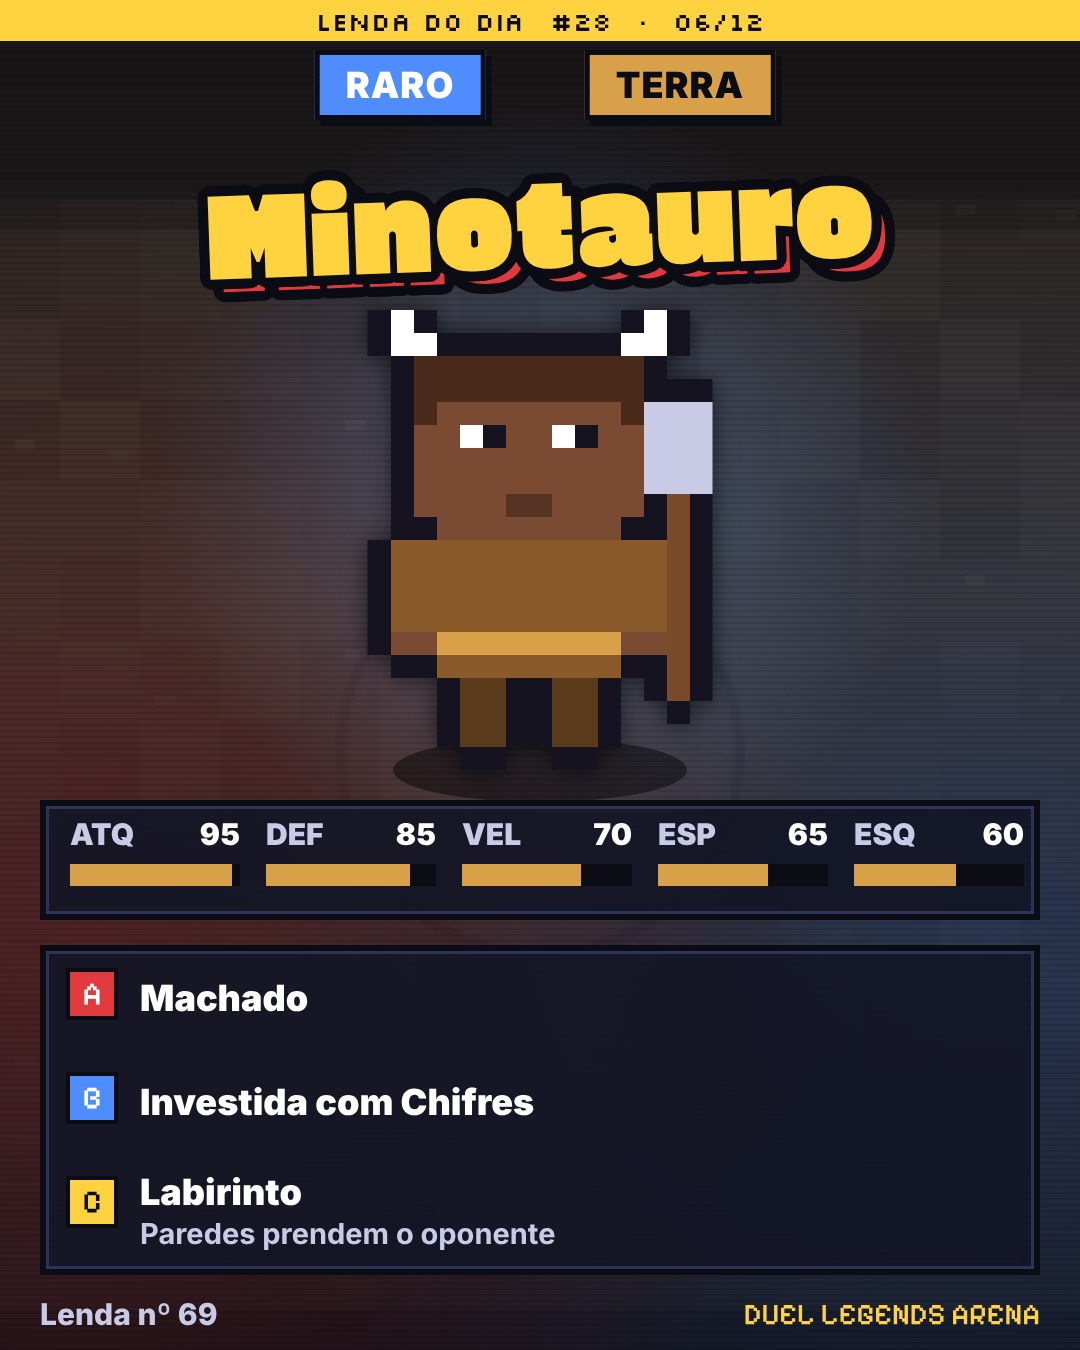 LENDA DO DIA #28 · 06/12
RARO TERRA
Minotauro
ATQ 95 DEF 85 VEL 70 ESP 65 ESQ 60
A Machado
B Investida com Chifres
C Labirinto
Paredes prendem o oponente
Lenda nº 69 DUEL LEGENDS ARENA